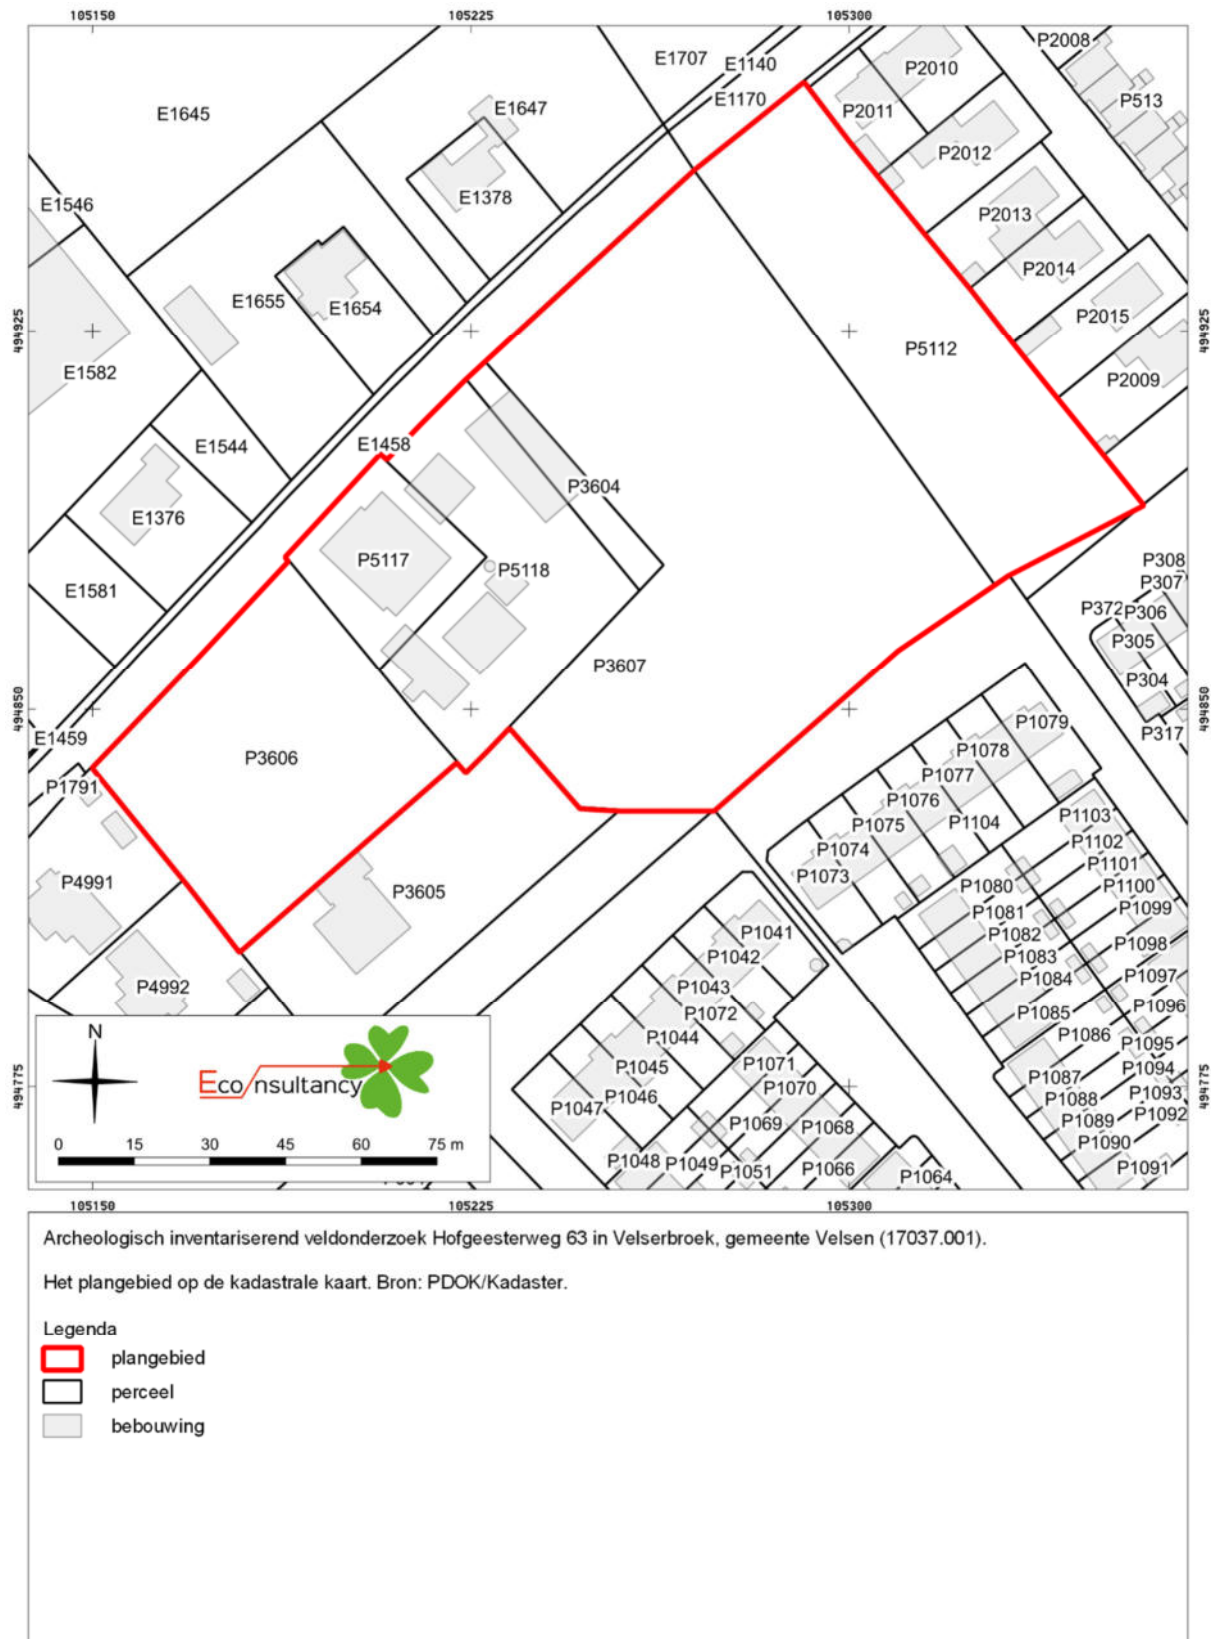 105150 105225 105300
E1707
P2008
E1140
P2010
E1170
P513
E1645
E1647
P2011
P2012
E1378
E1546
P2013
P2014
E1655
E1654
P2015
494925
494925
P5112
E1582
P2009
E1458
E1544
P3604
E1376
P5117
P5118
P308
P307
E1581
P372
P306
P305
P3607
P304
494850
494850
E1459
P1079
P317
P1078
P3606
P1077
P1791
P1076
P1103
P1075
P1104
P1102
P1074
P1101
P1073
P4991
P1080
P1100
P3605
P1081
P1099
P1041
P1082
P1098
P1042
P1083
P1097
P4992
P1043
P1084
P1096
P1072
P1085
N
P1044
P1086
P1095
Econsultancy
P1071
P1045
P1094
494775
494775
P1070
P1087
P1093
P1046
P1088
P1047
P1092
P1069
P1068
P1089
P1090
0 15 30 45 60 75 m
P1048
P1049
P1051
P1066
P1064
P1091
105150 105225 105300
Archeologisch inventariserend veldonderzoek Hofgeesterweg 63 in Velserbroek, gemeente Velsen (17037.001).
Het plangebied op de kadastrale kaart. Bron: PDOK/Kadaster.
Legenda
plangebied
perceel
bebouwing